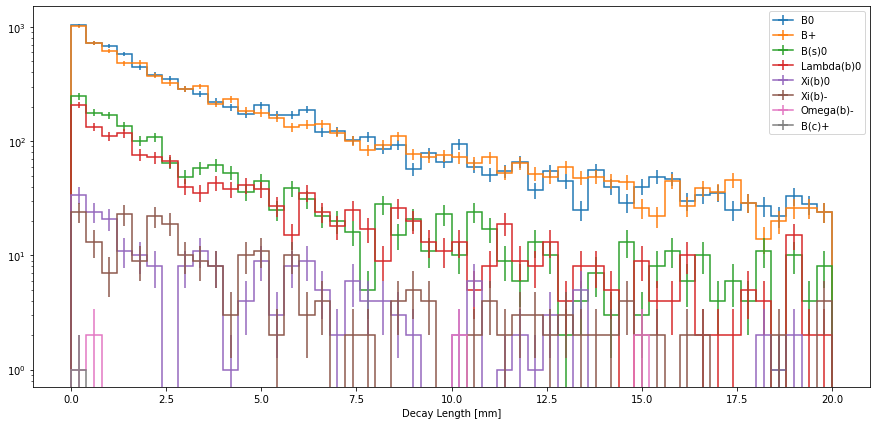 10³
10²
10¹
10⁰
0.0 2.5 5.0 7.5 10.0 12.5 15.0 17.5 20.0
Decay Length [mm]
B0
B+
B(s)0
Lambda(b)0
Xi(b)0
Xi(b)-
Omega(b)-
B(c)+